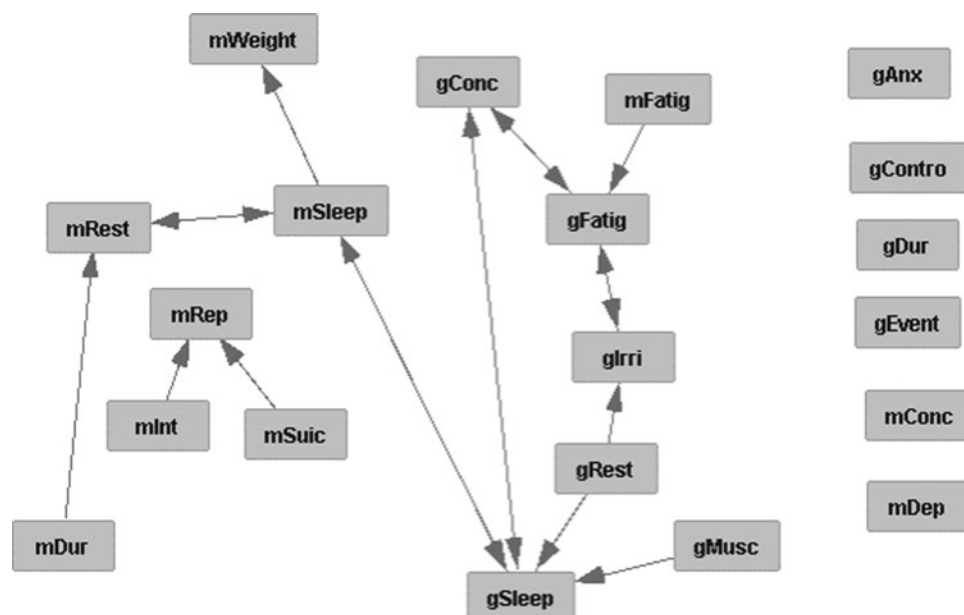 mWeight
gConc
mFatig
gAnx
gContro
mRest
mSleep
gFatig
gDur
mRep
gEvent
gIrri
mInt
mSuic
mConc
gRest
mDep
mDur
gMusc
gSleep